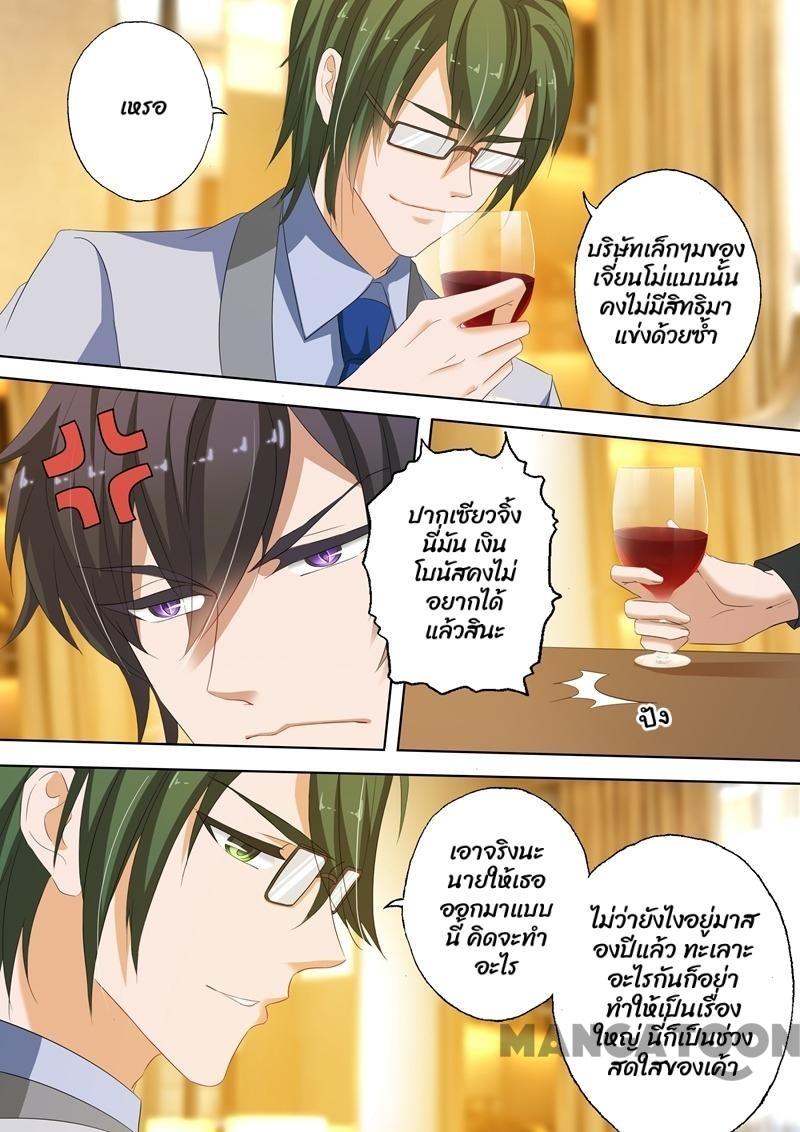 เหรอ
บริษัทเล็กๆมของ
เจี่ยนโม่แบบนั้น
คงไม่มีสิทธิมา
แข่งด้วยซ้ำ
ปากเซียวจิ้ง
นี่มัน เงิน
โบนัสคงไม่
อยากได้
แล้วสินะ
ปัง
เอาจริงนะ
นายให้เธอ
ออกมาแบบ
นี้ คิดจะทำ
อะไร
ไม่ว่ายังไงอยู่มาส
องปีแล้ว ทะเลาะ
อะไรกันก็อย่า
ทำให้เป็นเรื่อง
ใหญ่ นี่ก็เป็นช่วง
สดใสของเค้า
MANGATOON